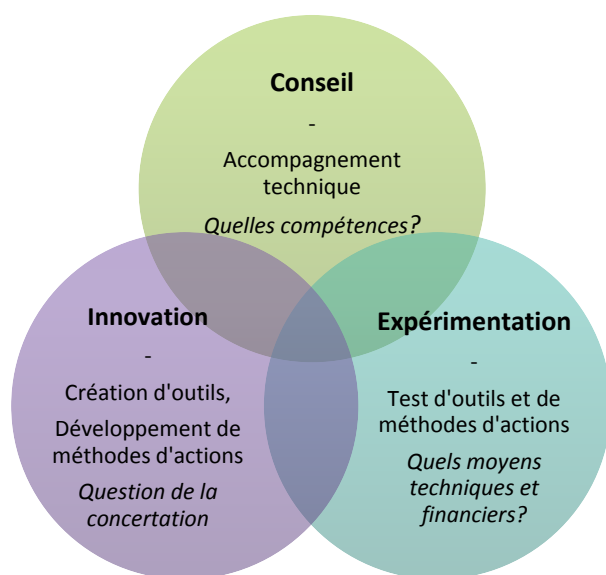 Conseil
-
Accompagnement
technique
Quelles compétences?
Innovation
-
Création d'outils,
Développement de
méthodes d'actions
Question de la
concertation
Expérimentation
-
Test d'outils et de
méthodes d'actions
Quels moyens
techniques et
financiers?